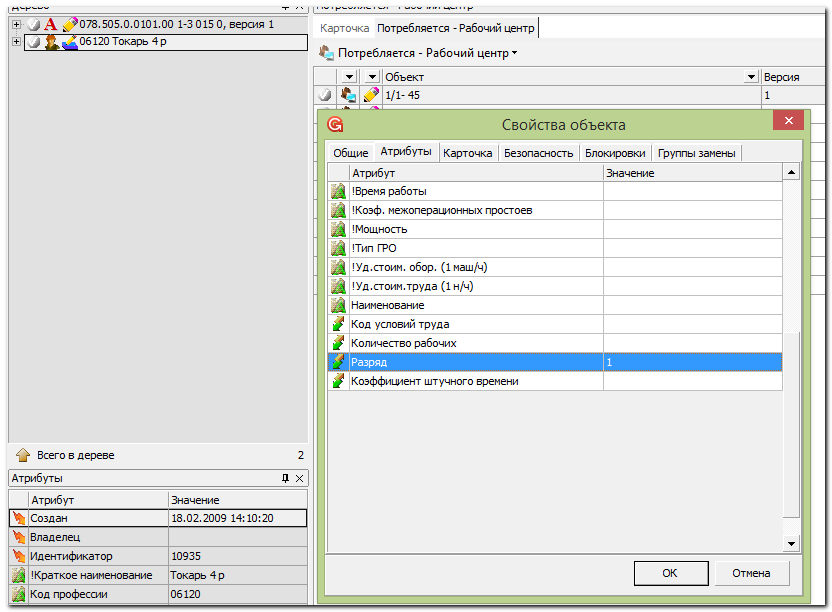 Дерево
078.505.0.0101.00 1-3 015 0, версия 1
06120 Токарь 4 р
Всего в дереве 2
Атрибуты
Атрибут Значение
Создан 18.02.2009 14:10:20
Владелец
Идентификатор 10935
!Краткое наименование Токарь 4 р
Код профессии 06120
Потребляется - Рабочий центр
Карточка Потребляется - Рабочий центр
Потребляется - Рабочий центр
Объект Версия
1/1- 45 1
Свойства объекта
Общие Атрибуты Карточка Безопасность Блокировки Группы замены
Атрибут Значение
!Время работы
!Коэф. межоперационных простоев
!Мощность
!Тип ГРО
!Уд.стоим. обор. (1 маш/ч)
!Уд.стоим.труда (1 н/ч)
Наименование
Код условий труда
Количество рабочих
Разряд 1
Коэффициент штучного времени
ОК Отмена